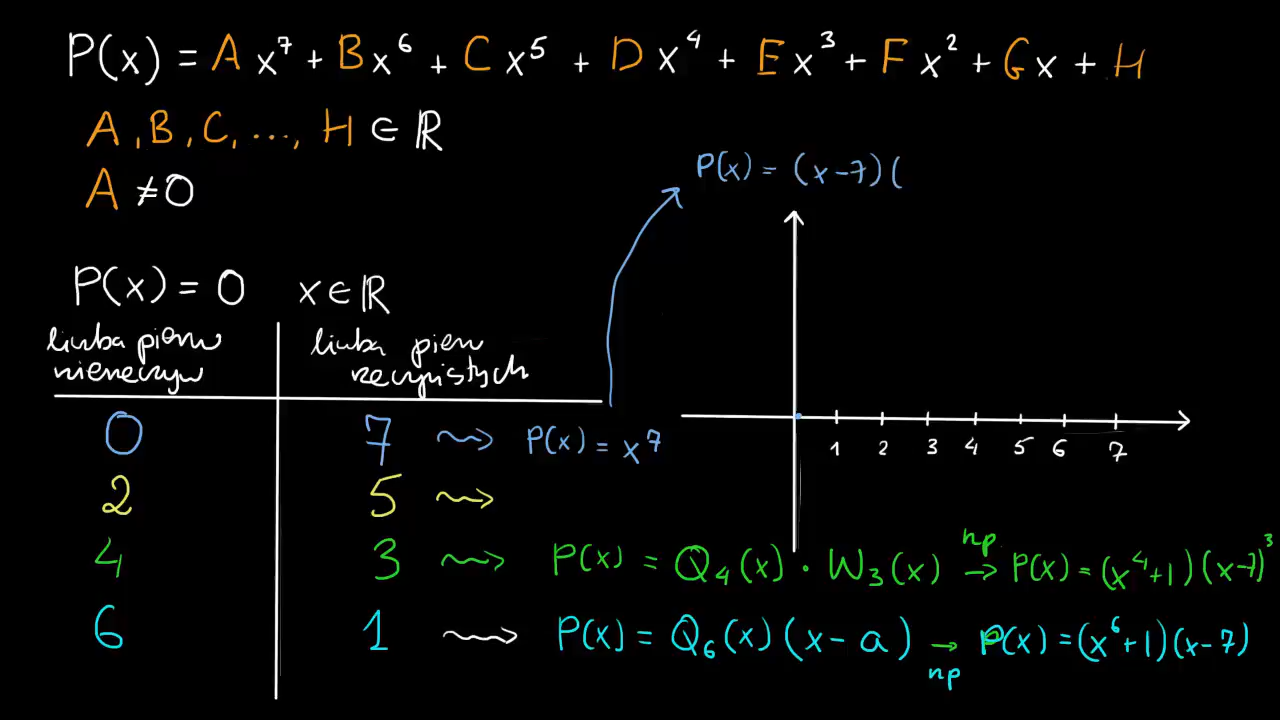 P(x) = Ax⁷ + Bx⁶ + Cx⁵ + Dx⁴ + Ex³ + Fx² + Gx + H
A, B, C, ..., H ∈ ℝ
A ≠ 0
P(x) = (x-7)(
P(x) = 0 x ∈ ℝ
liczba pierw nierzeczyw
liczba pierw rzeczywistych
0 7 ⇝ P(x) = x⁷
1 2 3 4 5 6 7
2 5 ⇝
4 3 ⇝ P(x) = Q₄(x) · W₃(x) np → P(x) = (x⁴+1)(x-7)³
6 1 ⇝ P(x) = Q₆(x)(x-a) → np P(x) = (x⁶+1)(x-7)